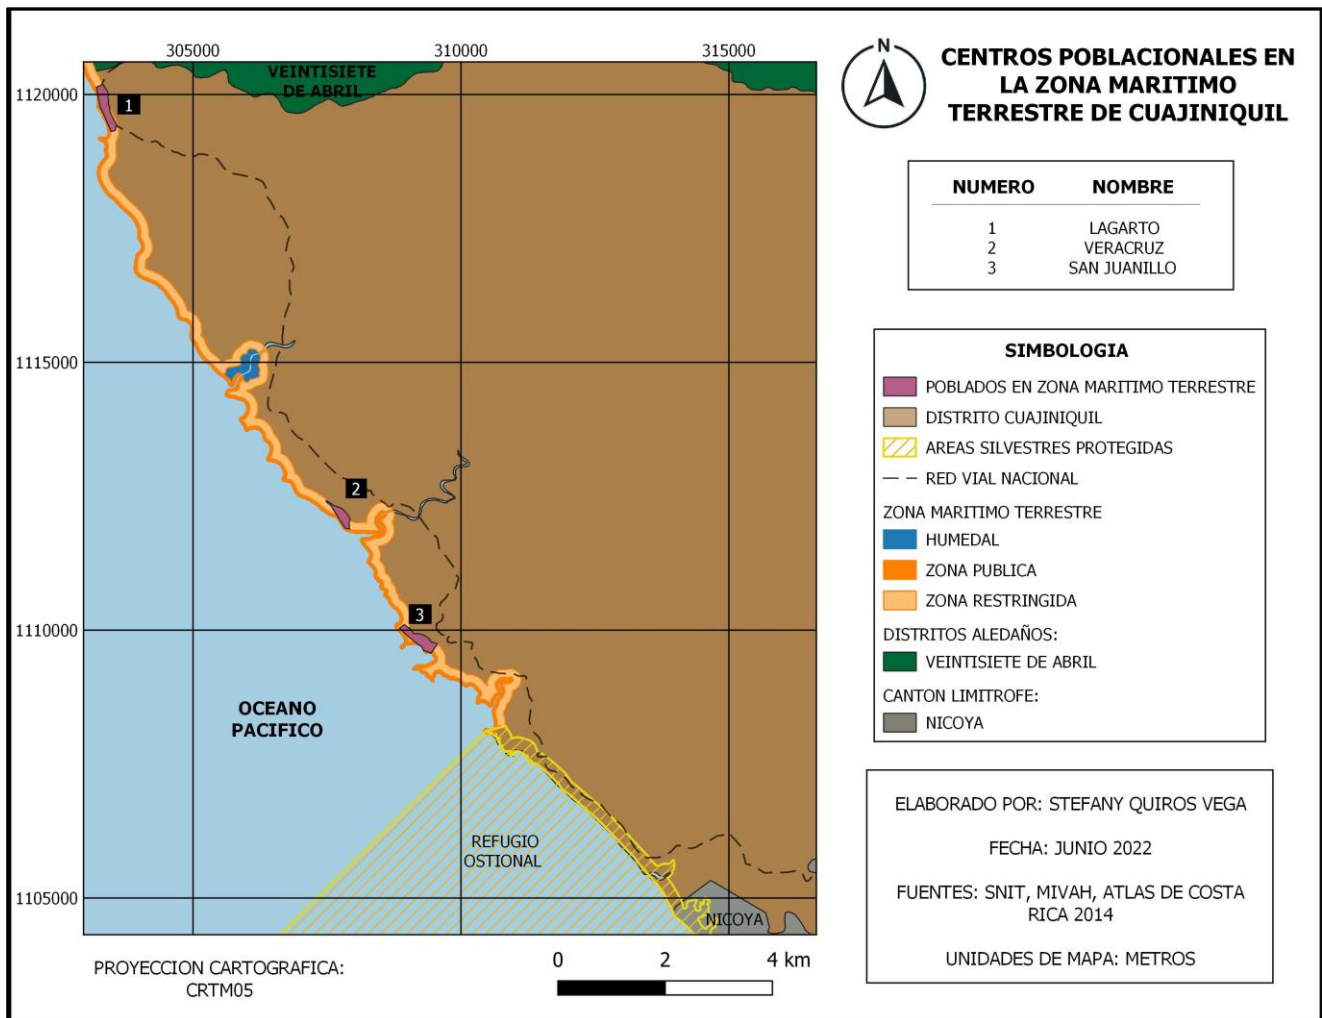 305000
310000
315000
1120000
1115000
1110000
1105000
VEINTISIETE
DE ABRIL
1
2
3
OCEANO
PACIFICO
REFUGIO
OSTIONAL
NICOYA
PROYECCION CARTOGRAFICA:
CRTM05
0 2 4 km
N
CENTROS POBLACIONALES EN
LA ZONA MARITIMO
TERRESTRE DE CUAJINIQUIL
NUMERO NOMBRE
1 LAGARTO
2 VERACRUZ
3 SAN JUANILLO
SIMBOLOGIA
POBLADOS EN ZONA MARITIMO TERRESTRE
DISTRITO CUAJINIQUIL
AREAS SILVESTRES PROTEGIDAS
RED VIAL NACIONAL
ZONA MARITIMO TERRESTRE
HUMEDAL
ZONA PUBLICA
ZONA RESTRINGIDA
DISTRITOS ALEDAÑOS:
VEINTISIETE DE ABRIL
CANTON LIMITROFE:
NICOYA
ELABORADO POR: STEFANY QUIROS VEGA
FECHA: JUNIO 2022
FUENTES: SNIT, MIVAH, ATLAS DE COSTA
RICA 2014
UNIDADES DE MAPA: METROS